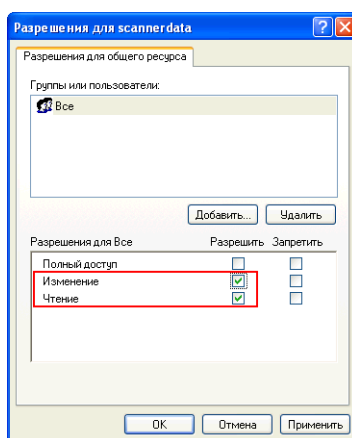 Разрешения для scannerdata
Разрешения для общего ресурса
Группы или пользователи:
Все
Добавить... Удалить
Разрешения для Все Разрешить Запретить
Полный доступ
Изменение
Чтение
OK Отмена Применить